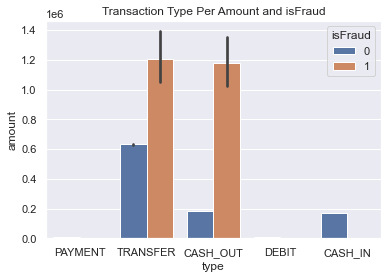 Transaction Type Per Amount and isFraud
1e6
isFraud
0
1
1.4
1.2
1.0
0.8
0.6
0.4
0.2
0.0
amount
PAYMENT TRANSFER CASH_OUT DEBIT CASH_IN
type